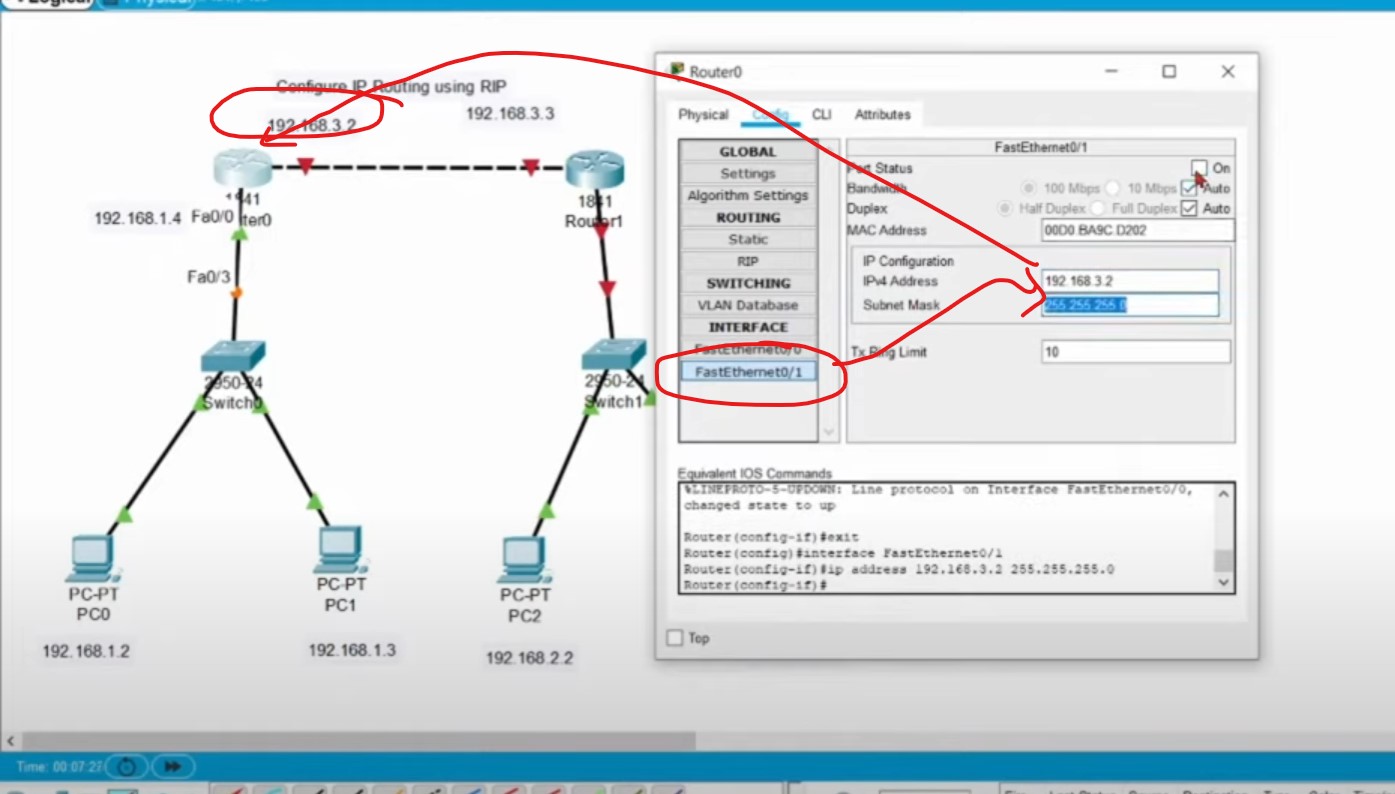 Logical
Physical
Configure IP Routing using RIP
192.168.3.2
192.168.3.3
192.168.1.4
Fa0/0
1841
Router1
Fa0/3
2950-24
Switch0
2950-24
Switch1
PC-PT
PC0
PC-PT
PC1
PC-PT
PC2
192.168.1.2
192.168.1.3
192.168.2.2
Router0
Physical Config CLI Attributes
GLOBAL
Settings
Algorithm Settings
ROUTING
Static
RIP
SWITCHING
VLAN Database
INTERFACE
FastEthernet0/0
FastEthernet0/1
FastEthernet0/1
Port Status On
Bandwidth 100 Mbps 10 Mbps Auto
Duplex Half Duplex Full Duplex Auto
MAC Address 00D0.BA9C.D202
IP Configuration
IPv4 Address 192.168.3.2
Subnet Mask 255.255.255.0
Tx Ring Limit 10
Equivalent IOS Commands
%LINEPROTO-5-UPDOWN: Line protocol on Interface FastEthernet0/0,
changed state to up
Router(config-if)#exit
Router(config)#interface FastEthernet0/1
Router(config-if)#ip address 192.168.3.2 255.255.255.0
Router(config-if)#
Top
Time: 00:07:27